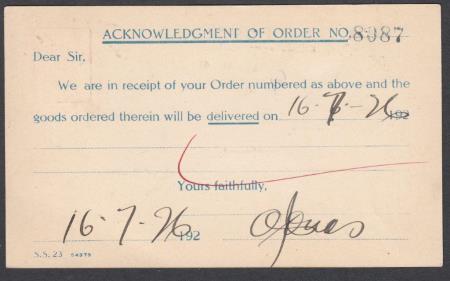 ACKNOWLEDGMENT OF ORDER NO. 8987
Dear Sir,
We are in receipt of your Order numbered as above and the
goods ordered therein will be delivered on 16-7-26 192
Yours faithfully,
16-7-26 192
S.S. 23